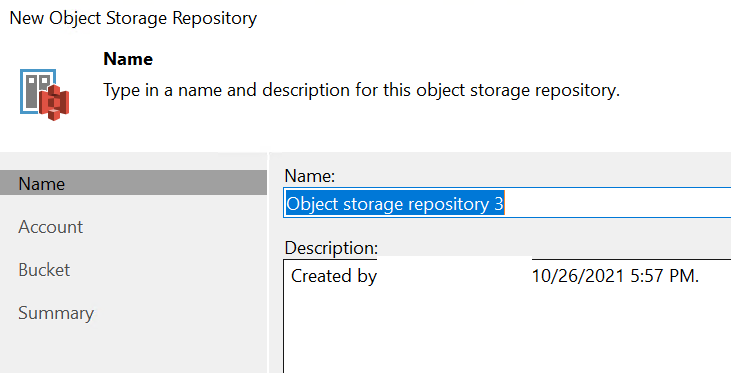 New Object Storage Repository
Name
Type in a name and description for this object storage repository.
Name
Account
Bucket
Summary
Name:
Object storage repository 3
Description:
Created by 10/26/2021 5:57 PM.